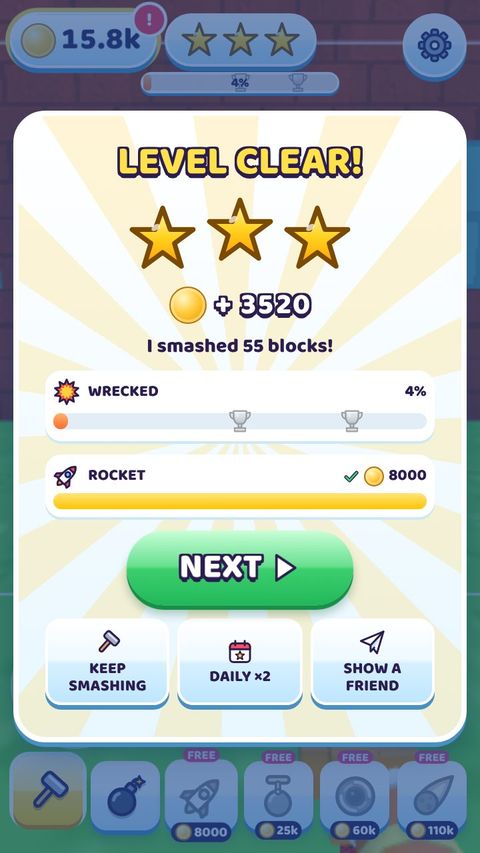 15.8k
!
4%
LEVEL CLEAR!
+ 3520
I smashed 55 blocks!
WRECKED
4%
ROCKET
8000
NEXT
KEEP
SMASHING
DAILY ×2
SHOW A
FRIEND
FREE
FREE
FREE
FREE
8000
25k
60k
110k